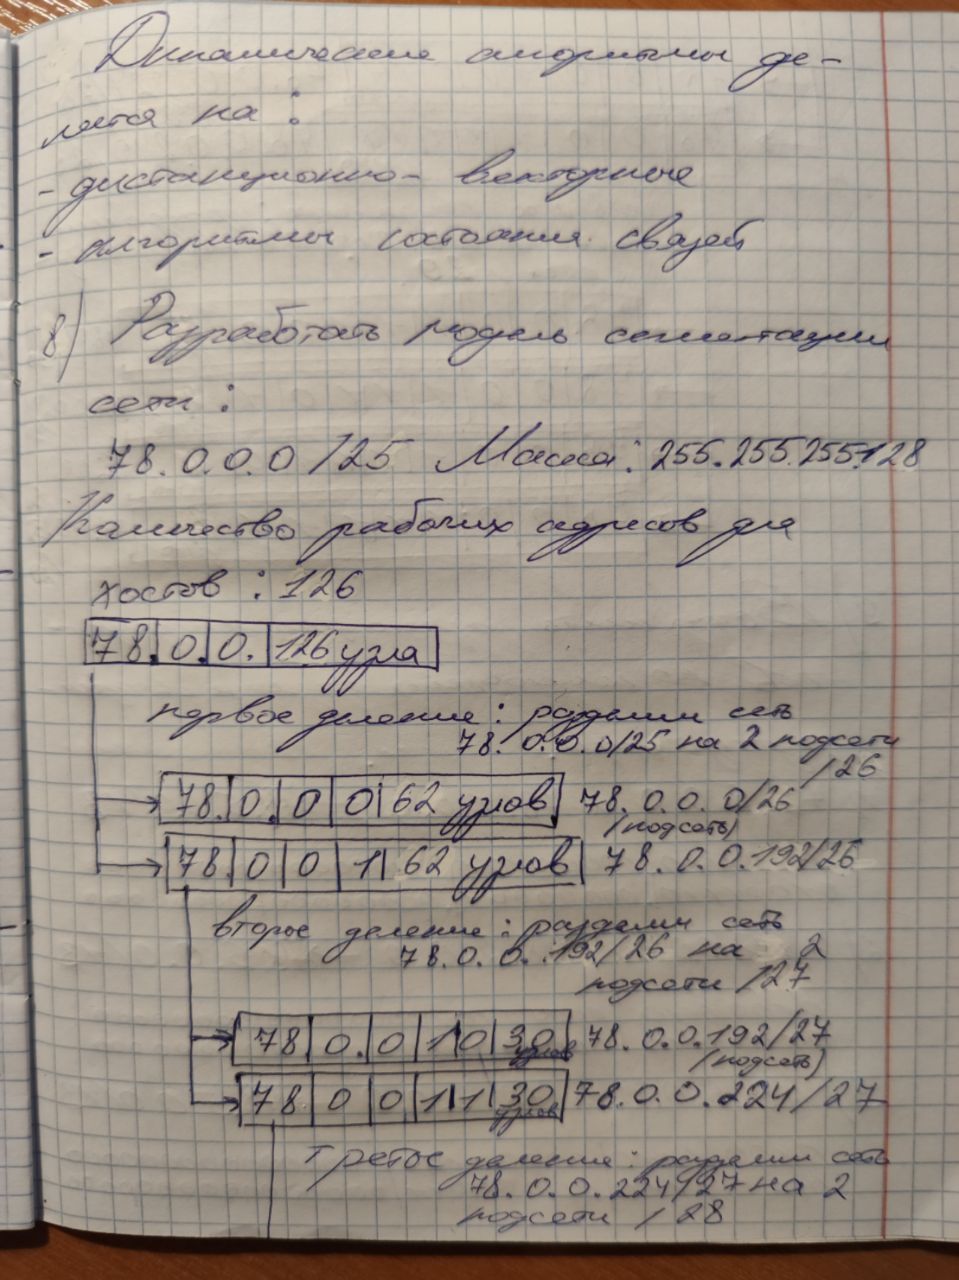 Динамические алгоритмы де-
лятся на:
- дистанционно- векторные
- алгоритмы состояния связей
8) Разработать модель сегментации
сети:
78.0.0.0 /25 Маска: 255.255.255.128
Количество рабочих адресов для
хостов: 126
78. 0. 0. 126 узла
первое деление: разделим сеть
78.0.0.0/25 на 2 подсети
/26
78. 0. 0 0 62 узлов 78.0.0.0/26
(подсеть)
78. 0 0 1 62 узлов 78.0.0.192/26
второе деление: разделим сеть
78.0.0.192/26 на 2
подсети /27
78 0. 0 1 0 30 узлов 78.0.0.192/27
(подсеть)
78 0 0 1 1 30 узлов 78.0.0.224/27
третье деление: разделим сеть
78.0.0.224/27 на 2
подсети /28